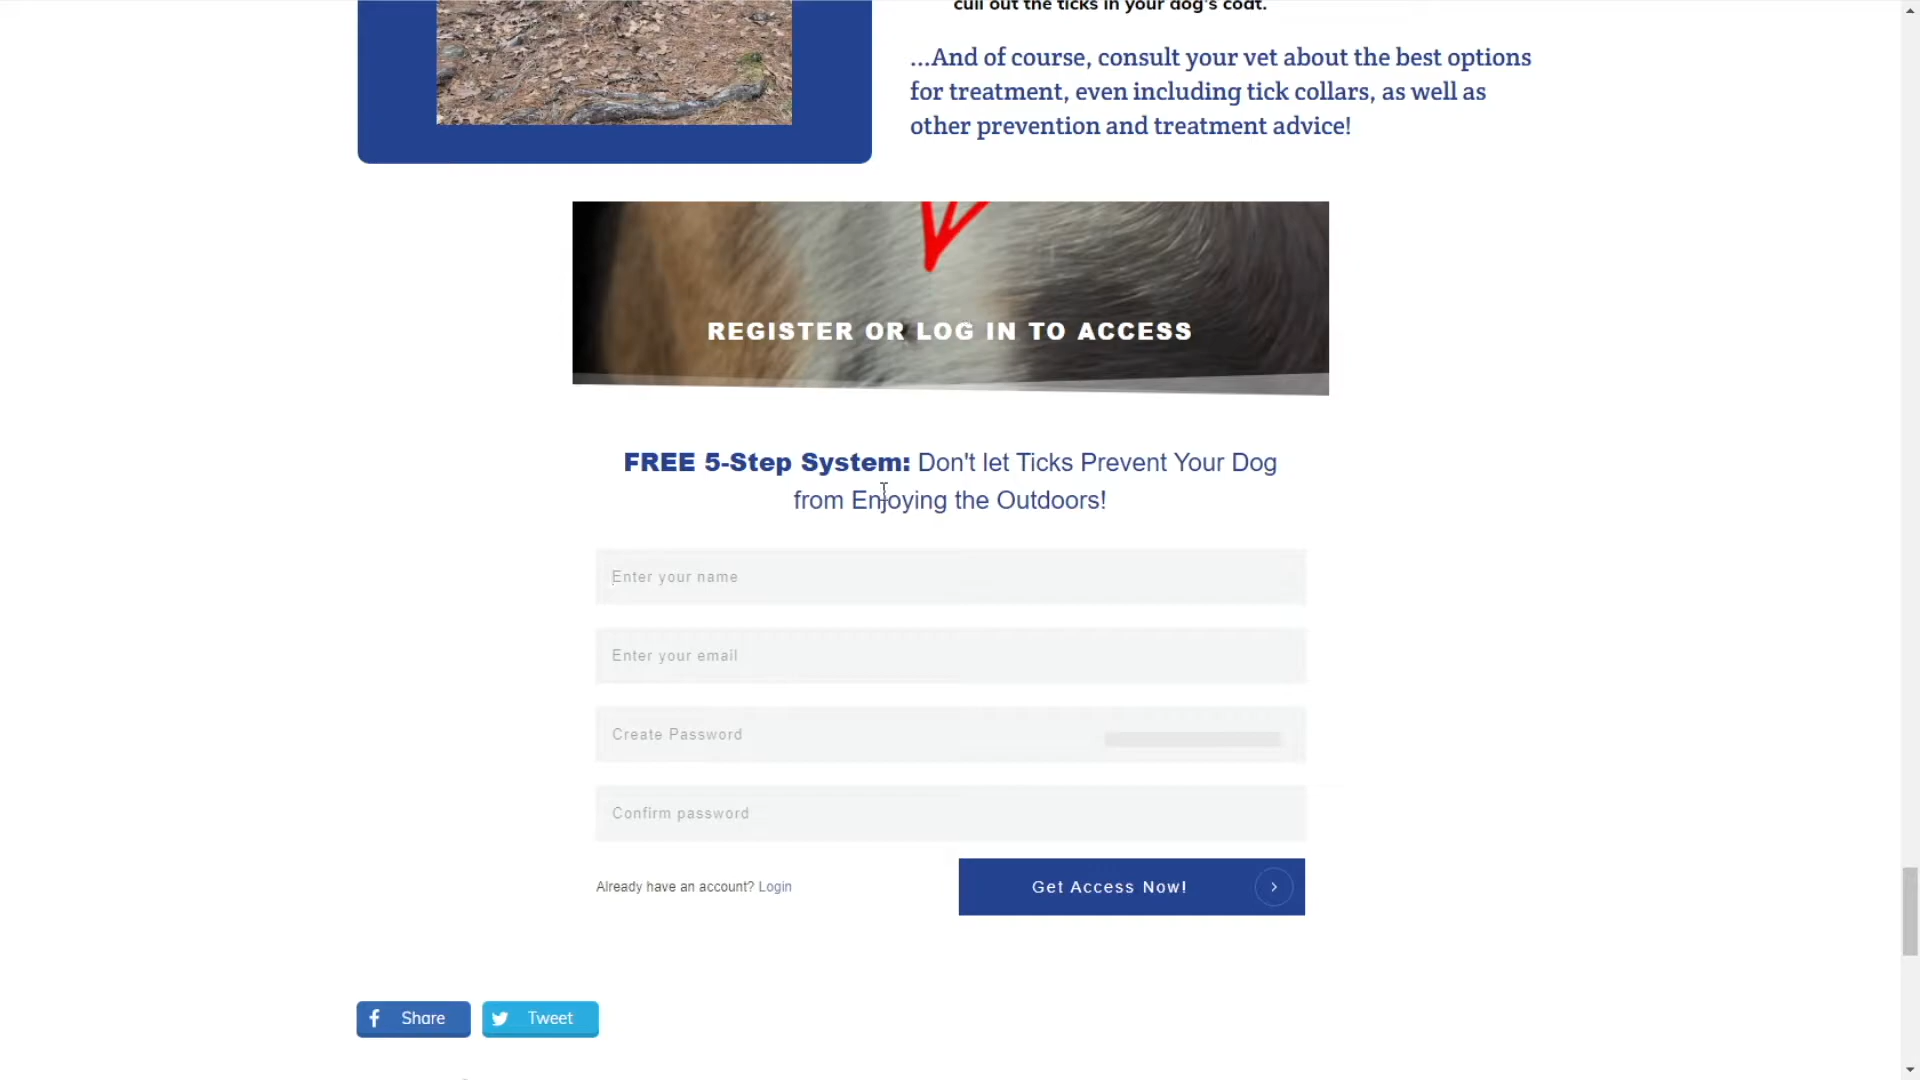 cull out the ticks in your dog's coat.
...And of course, consult your vet about the best options
for treatment, even including tick collars, as well as
other prevention and treatment advice!
REGISTER OR LOG IN TO ACCESS
FREE 5-Step System: Don't let Ticks Prevent Your Dog
from Enjoying the Outdoors!
Enter your name
Enter your email
Create Password
Confirm password
Already have an account? Login
Get Access Now!
Share
Tweet